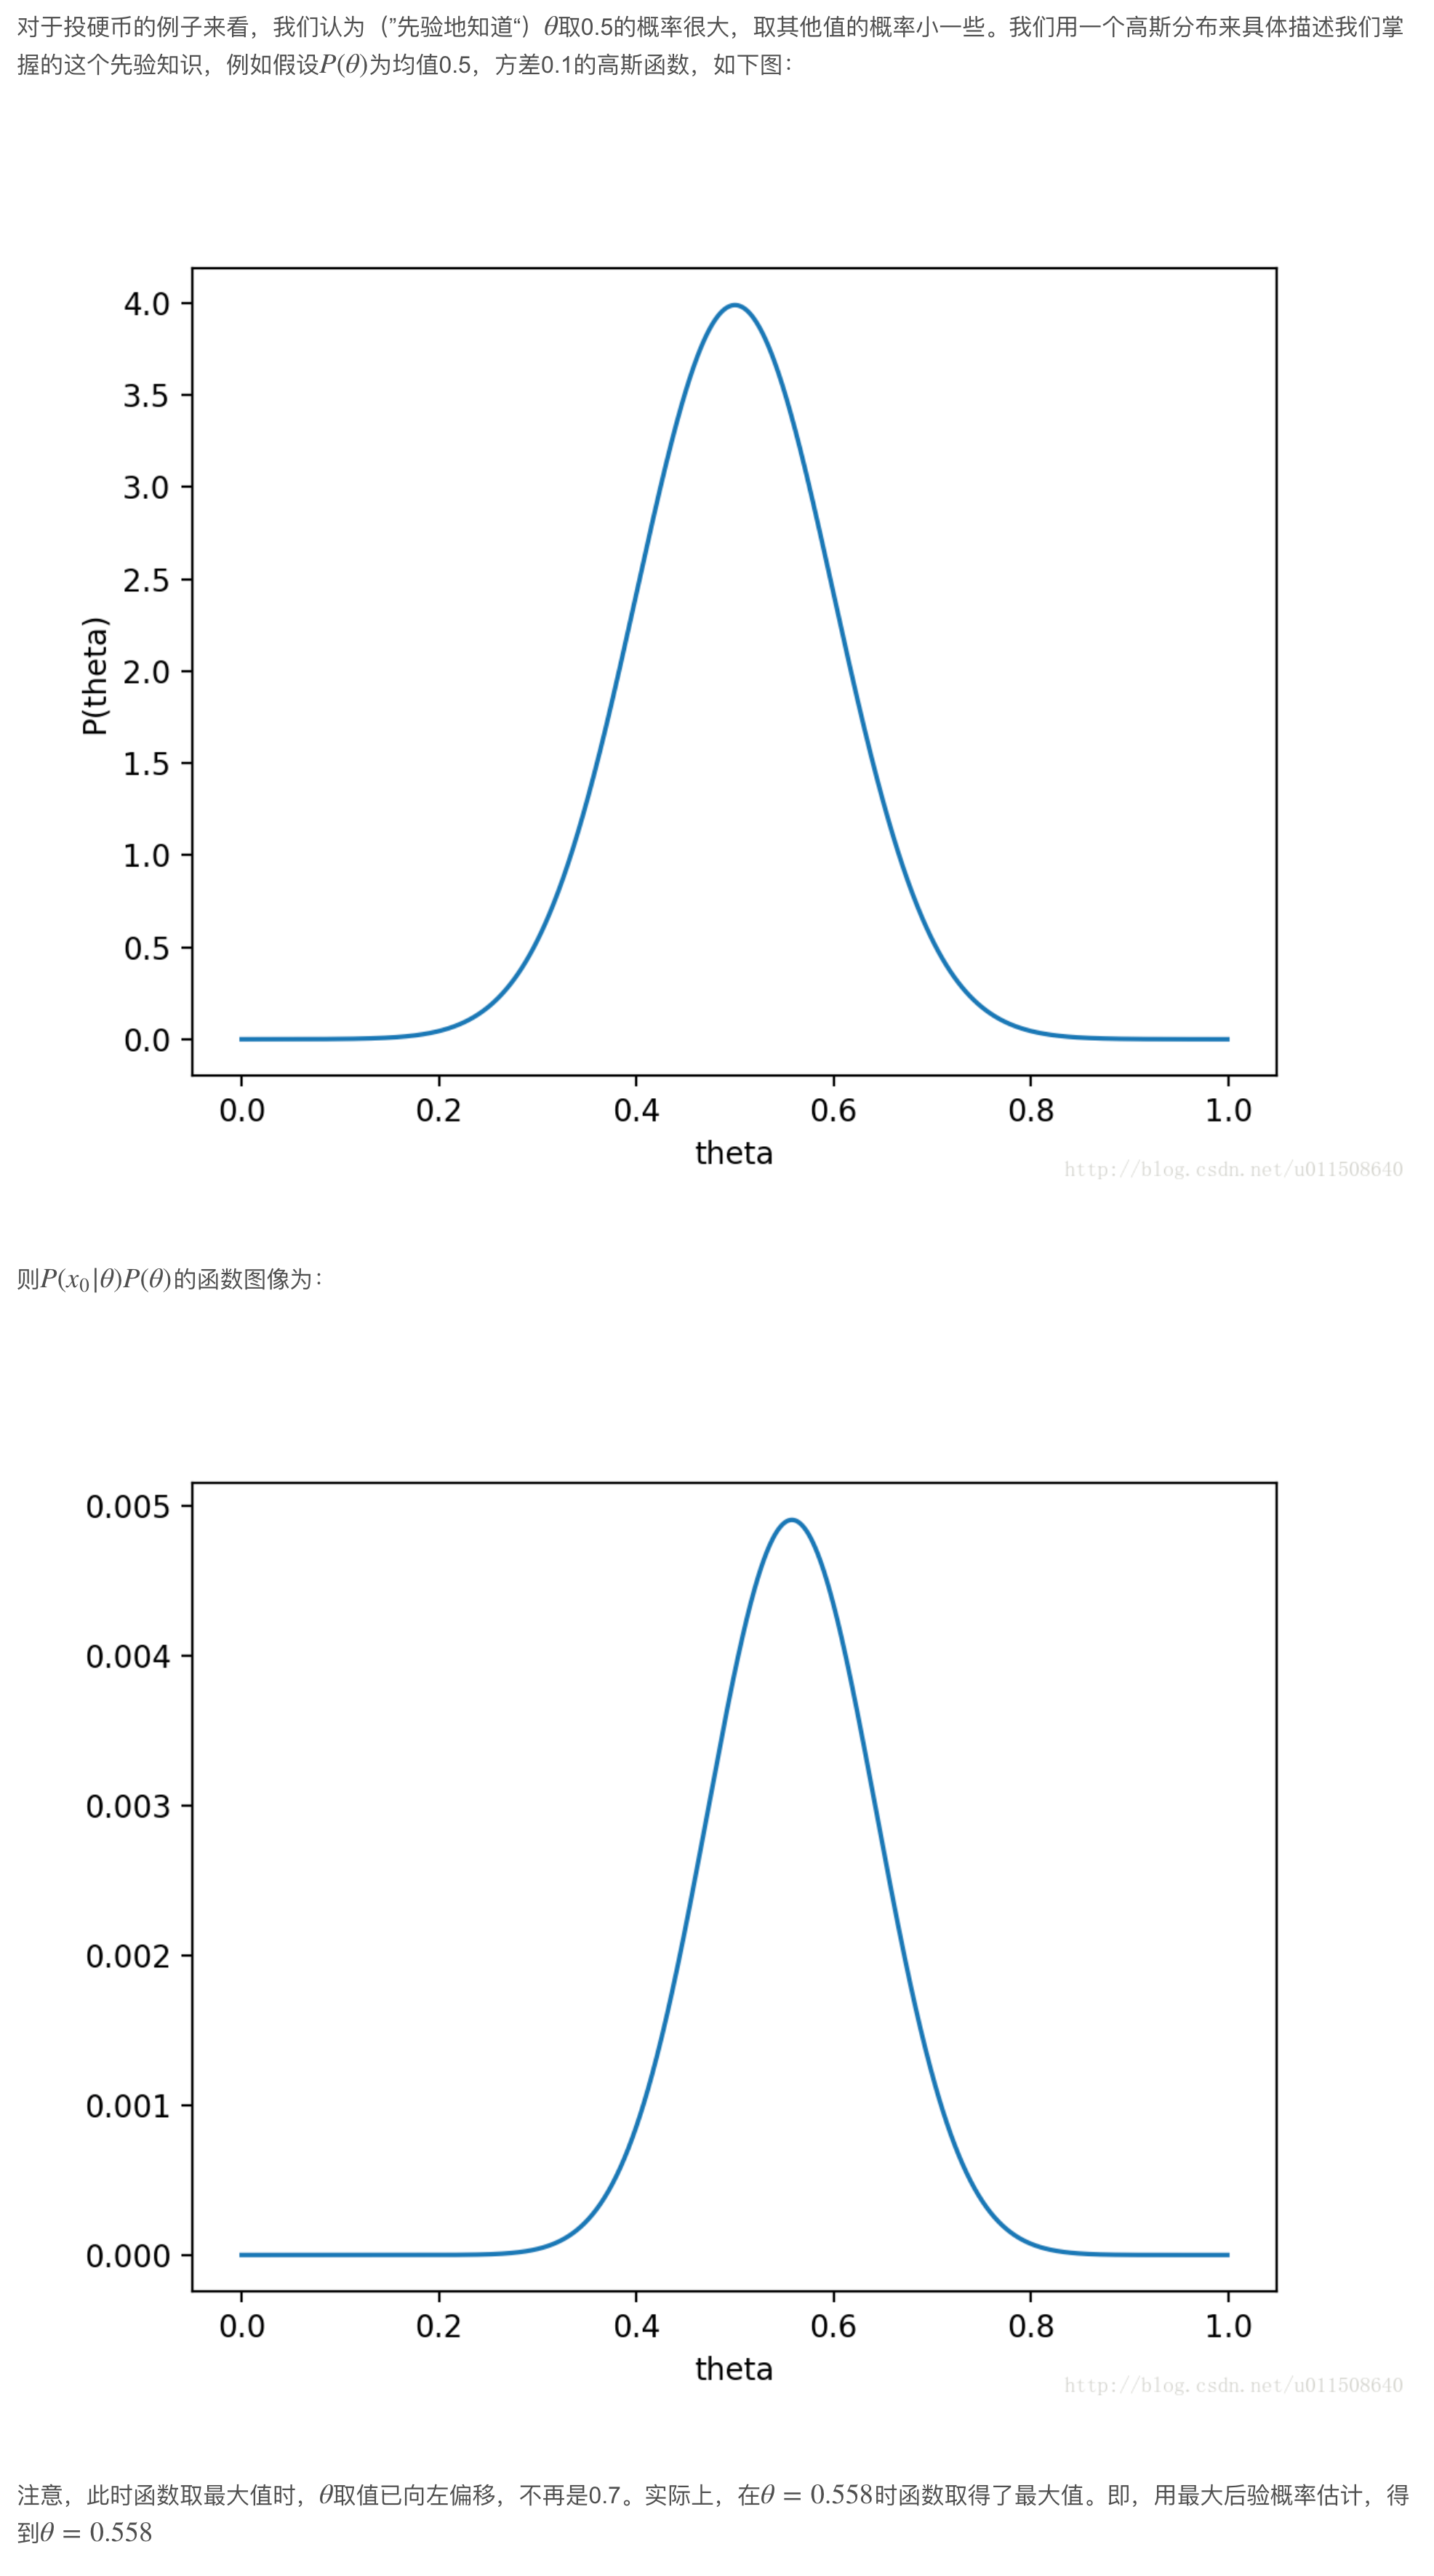 对于投硬币的例子来看，我们认为（”先验地知道“）θ取0.5的概率很大，取其他值的概率小一些。我们用一个高斯分布来具体描述我们掌
握的这个先验知识，例如假设P(θ)为均值0.5，方差0.1的高斯函数，如下图：
4.0
3.5
3.0
2.5
2.0
1.5
1.0
0.5
0.0
P(theta)
0.0 0.2 0.4 0.6 0.8 1.0
theta
http://blog.csdn.net/u011508640
则P(x₀|θ)P(θ)的函数图像为：
0.005
0.004
0.003
0.002
0.001
0.000
0.0 0.2 0.4 0.6 0.8 1.0
theta
http://blog.csdn.net/u011508640
注意，此时函数取最大值时，θ取值已向左偏移，不再是0.7。实际上，在θ = 0.558时函数取得了最大值。即，用最大后验概率估计，得
到θ = 0.558